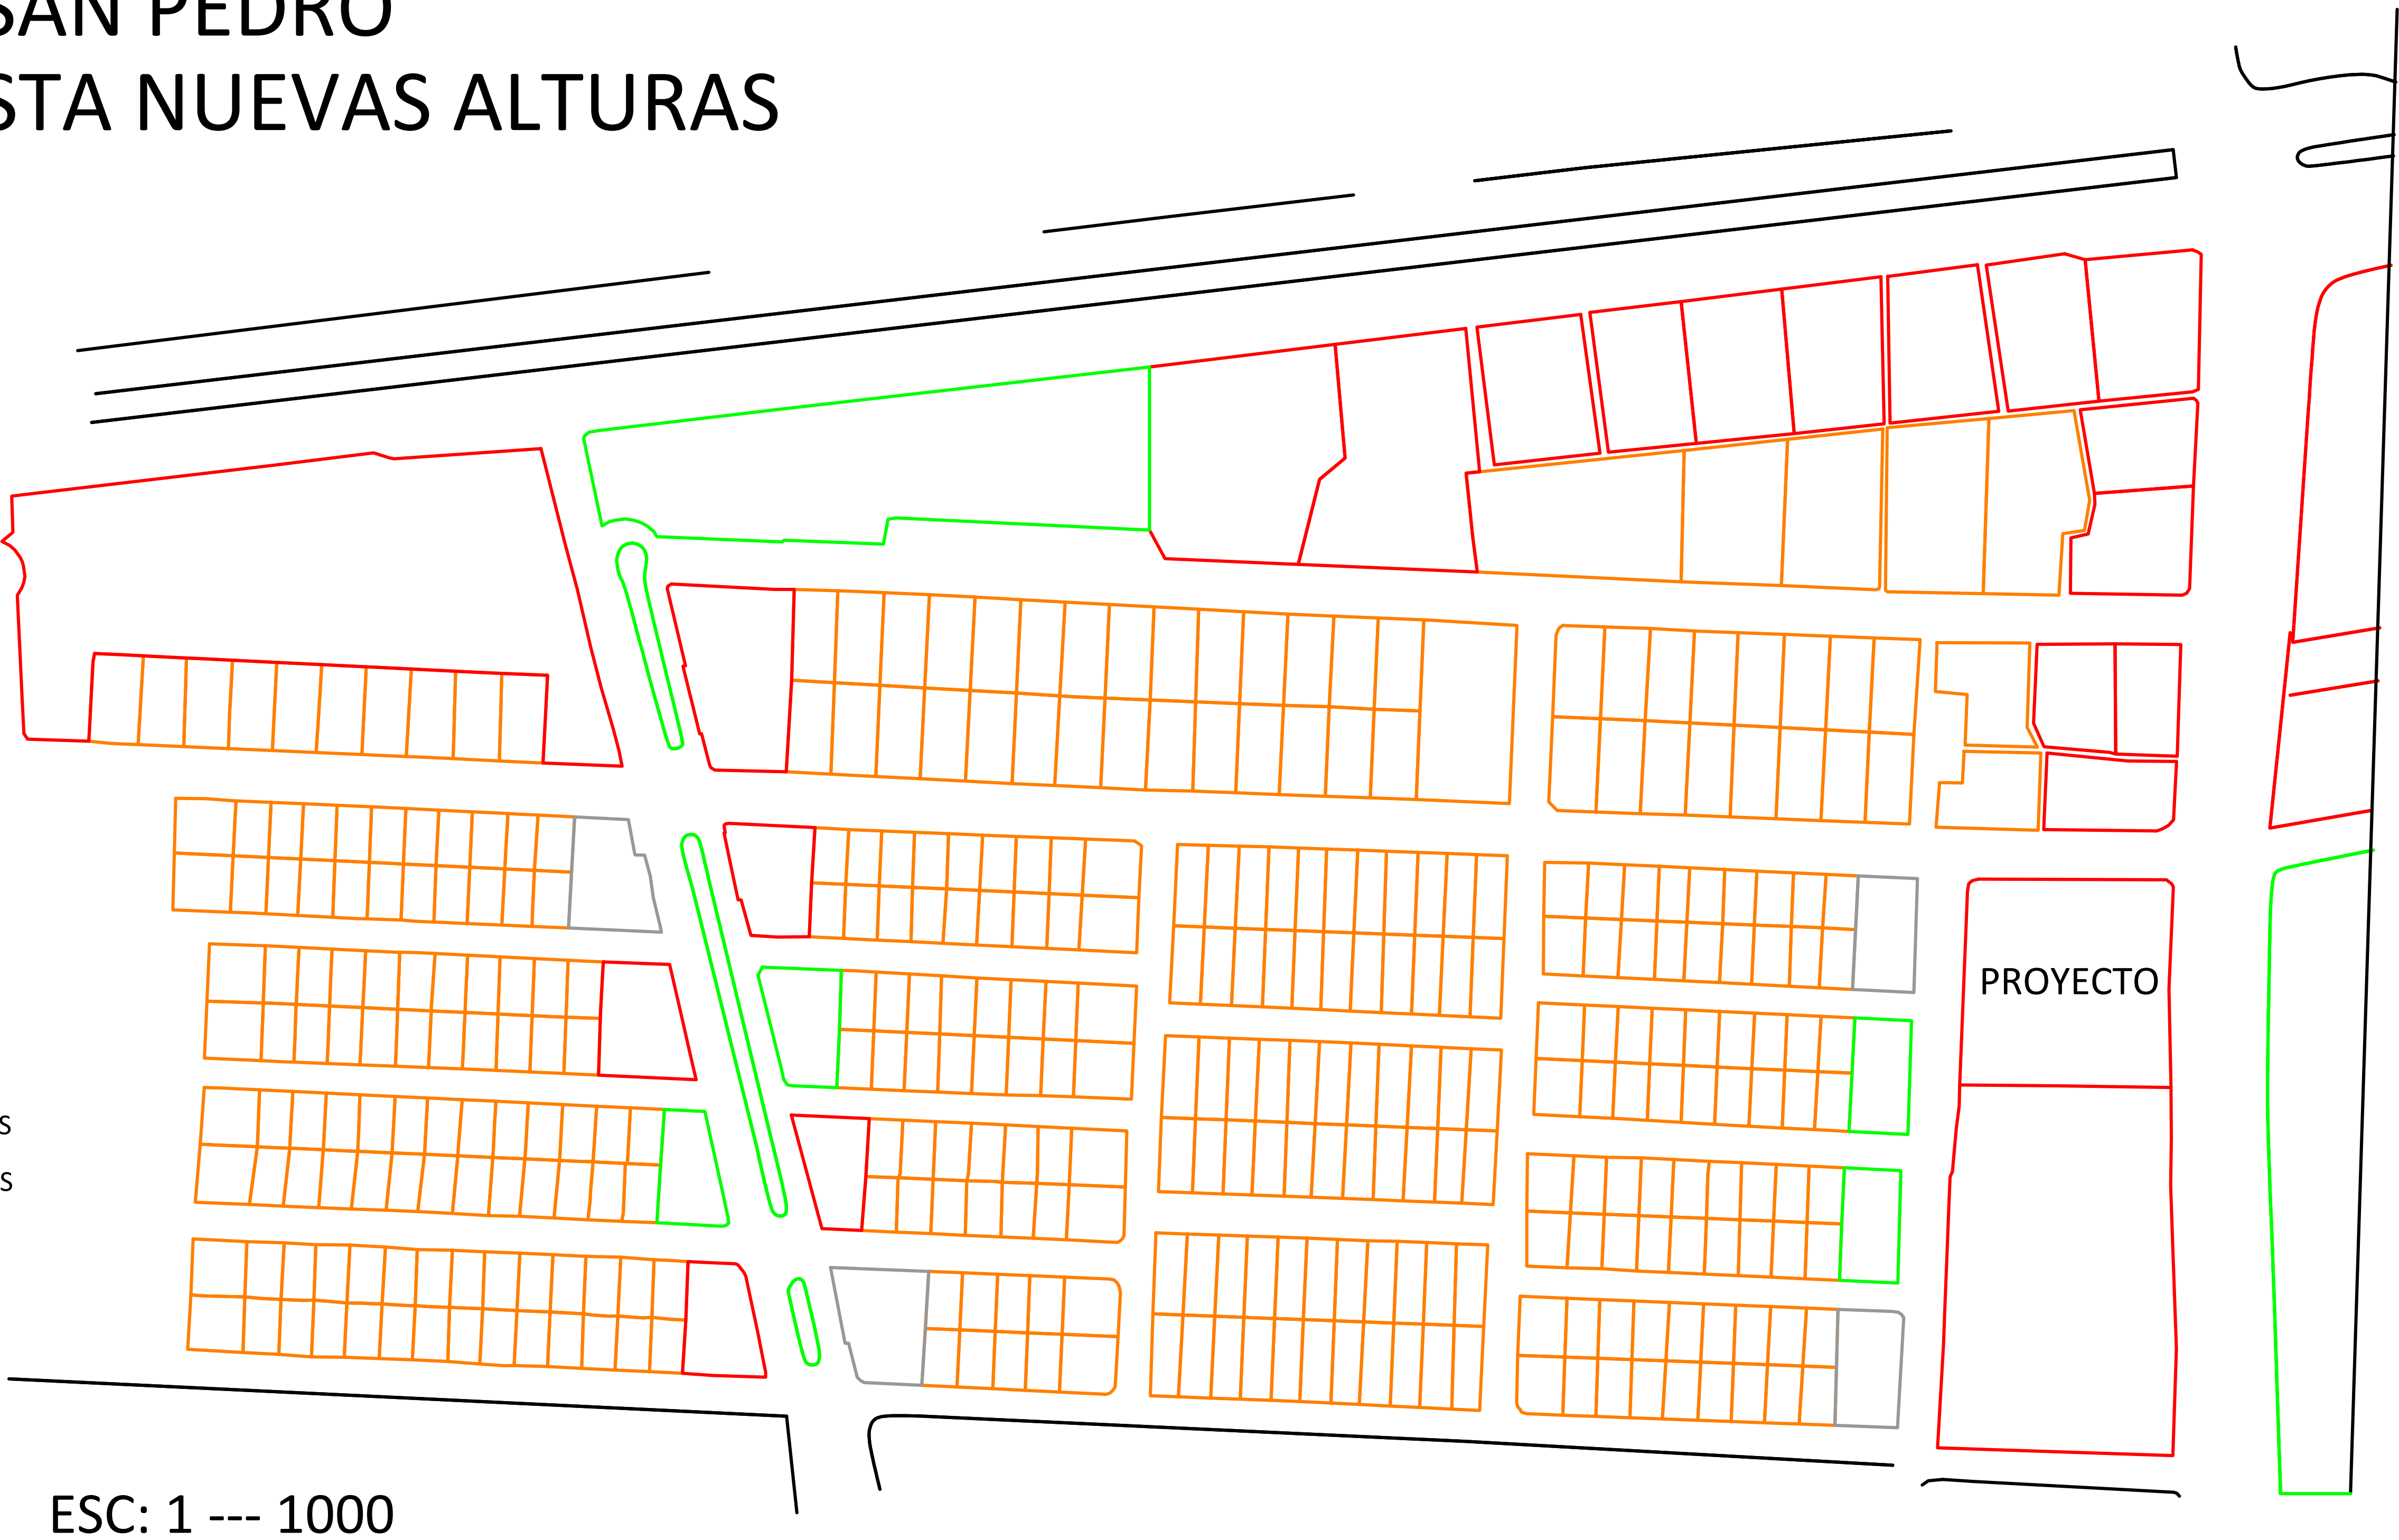 SAN PEDRO
STA NUEVAS ALTURAS
PROYECTO
S
S
ESC: 1 --- 1000